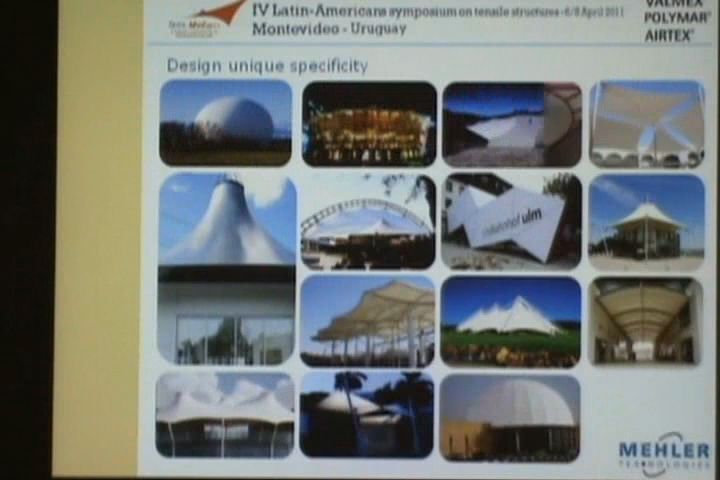 IV Latin-Americans symposium on tensile structures -6/8 April 2011
Montevideo - Uruguay
VALMEX
POLYMAR®
AIRTEX®
Design unique specificity
ulm
MEHLER
TECHNOLOGIES